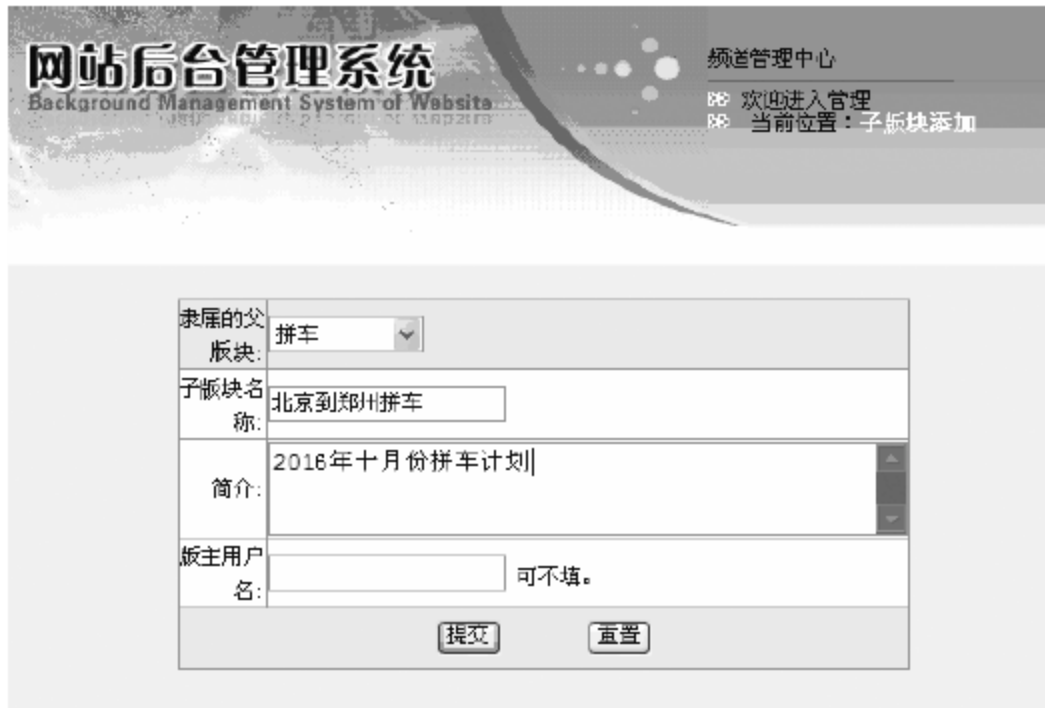 网站后台管理系统
Background Management System of Website
频道管理中心
欢迎进入管理
当前位置：子版块添加
隶属的父
版块:
拼车
子版块名
称:
北京到郑州拼车
简介:
2016年十月份拼车计划
版主用户
名:
可不填。
提交
重置